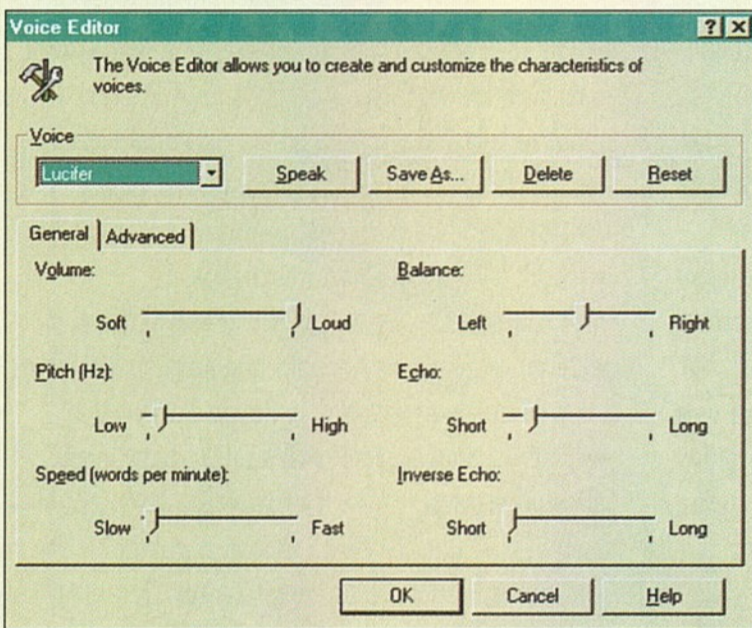 Voice Editor
The Voice Editor allows you to create and customize the characteristics of
voices.
Voice
Lucifer Speak Save As... Delete Reset
General Advanced
Volume: Balance:
Soft Loud Left Right
Pitch (Hz): Echo:
Low High Short Long
Speed (words per minute): Inverse Echo:
Slow Fast Short Long
OK Cancel Help